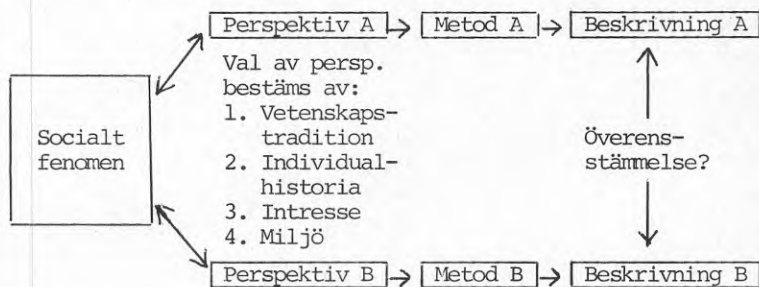 Perspektiv A Metod A Beskrivning A
Val av persp.
bestäms av:
1. Vetenskaps-
tradition
2. Individual-
historia
3. Intresse
4. Miljö
Socialt
fenomen
Överens-
stämmelse?
Perspektiv B Metod B Beskrivning B